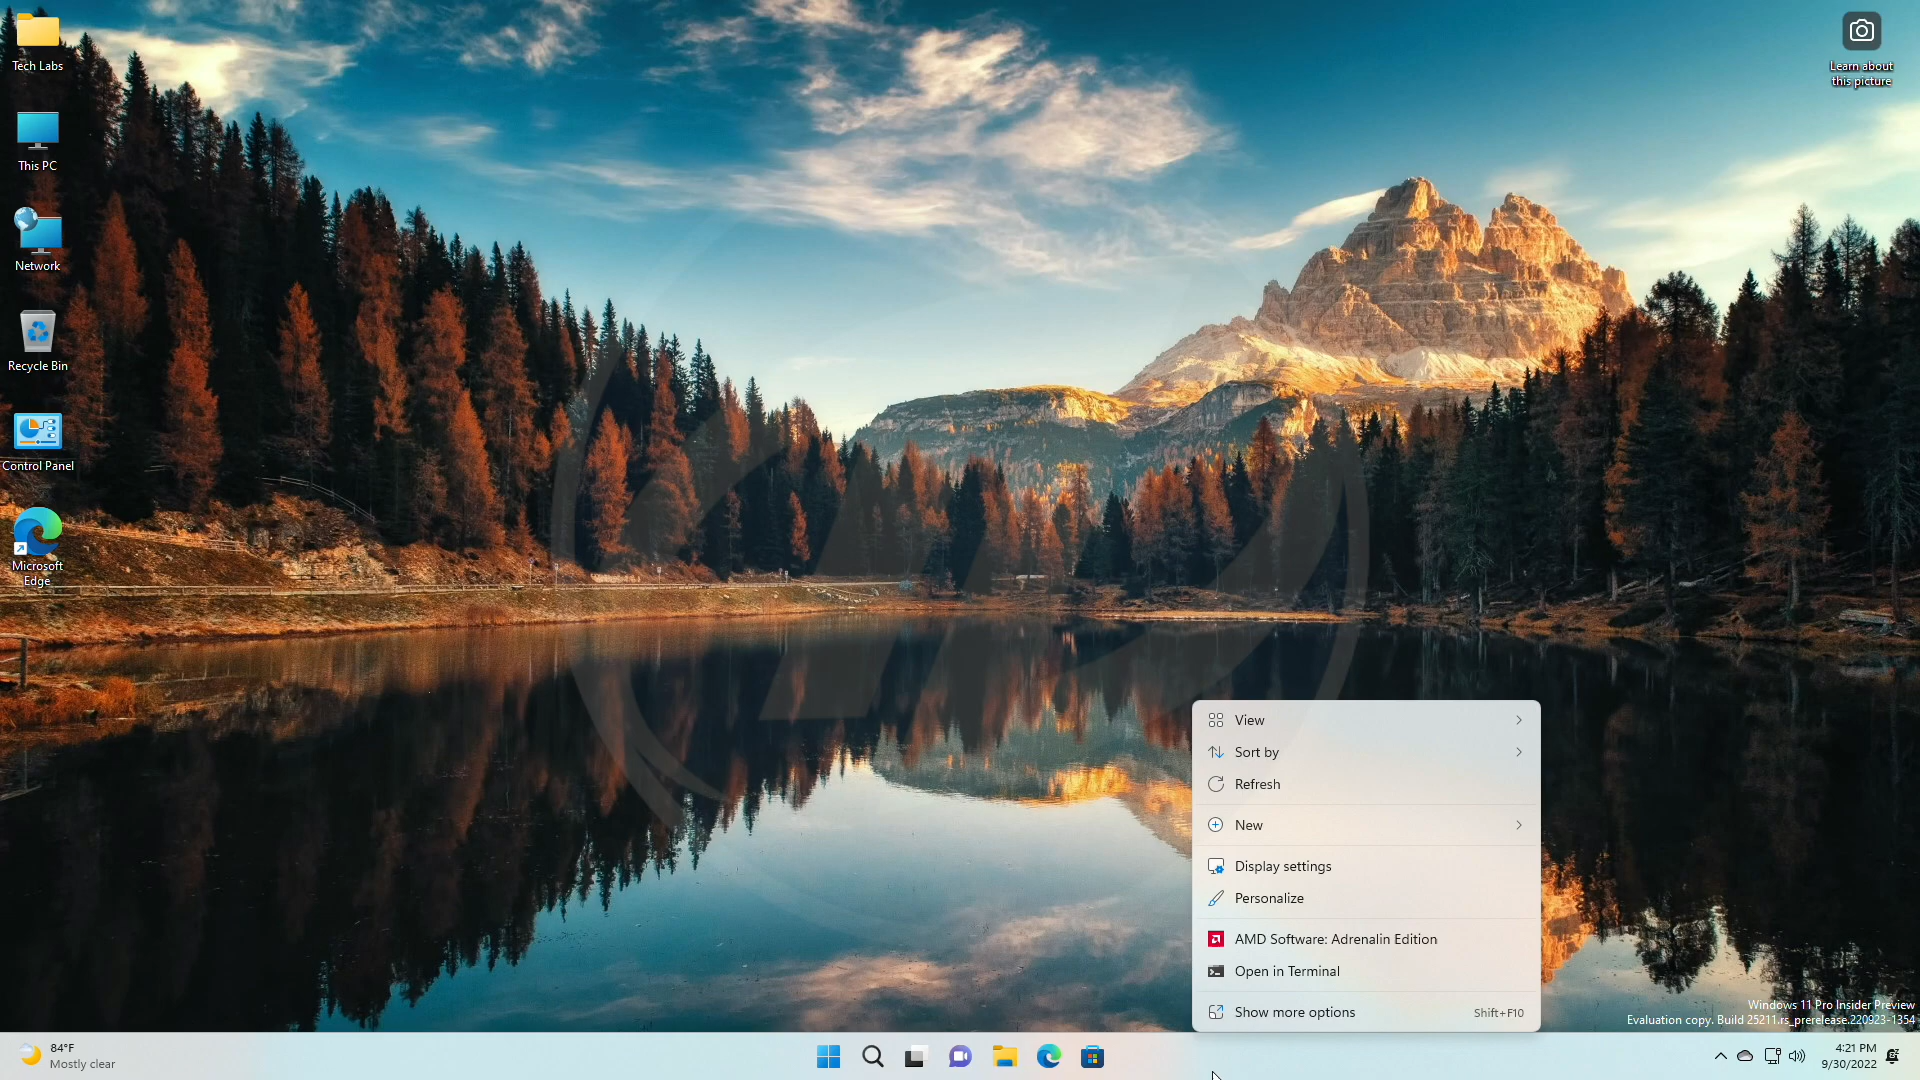 Tech Labs
This PC
Network
Recycle Bin
Control Panel
Microsoft
Edge
Learn about
this picture
View
Sort by
Refresh
New
Display settings
Personalize
AMD Software: Adrenalin Edition
Open in Terminal
Show more options Shift+F10
Windows 11 Pro Insider Preview
Evaluation copy. Build 25211.rs_prerelease.220923-1354
84°F
Mostly clear
4:21 PM
9/30/2022